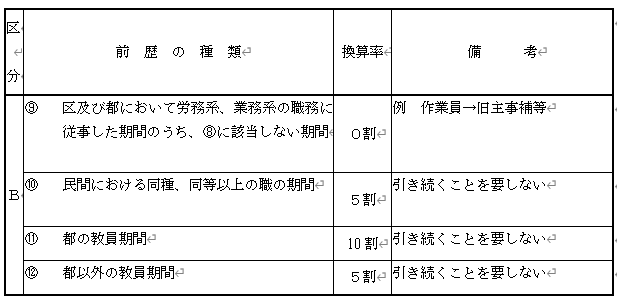 区分　前　歴　の　種　類　換算率　備　　考
B
⑨　区及び都において労務系、業務系の職務に　０割　例　作業員→旧主事補等
従事した期間のうち、⑧に該当しない期間
⑩　民間における同種、同等以上の職の期間　５割　引き続くことを要しない
⑪　都の教員期間　10割　引き続くことを要しない
⑫　都以外の教員期間　５割　引き続くことを要しない